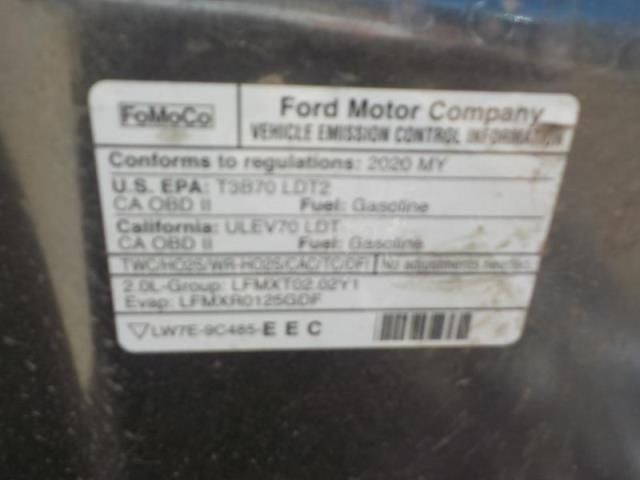 FoMoCo
Ford Motor Company
VEHICLE EMISSION CONTROL INFORMATION
Conforms to regulations: 2020 MY
U.S. EPA: T3B70 LDT2
CA OBD II Fuel: Gasoline
California: ULEV70 LDT
CA OBD II Fuel: Gasoline
TWC/HO2S/WR-HO2S/CAC/TC/DFI No adjustments needed
2.0L-Group: LFMXT02.02Y1
Evap: LFMXR0125GDF
LW7E-9C485-E E C